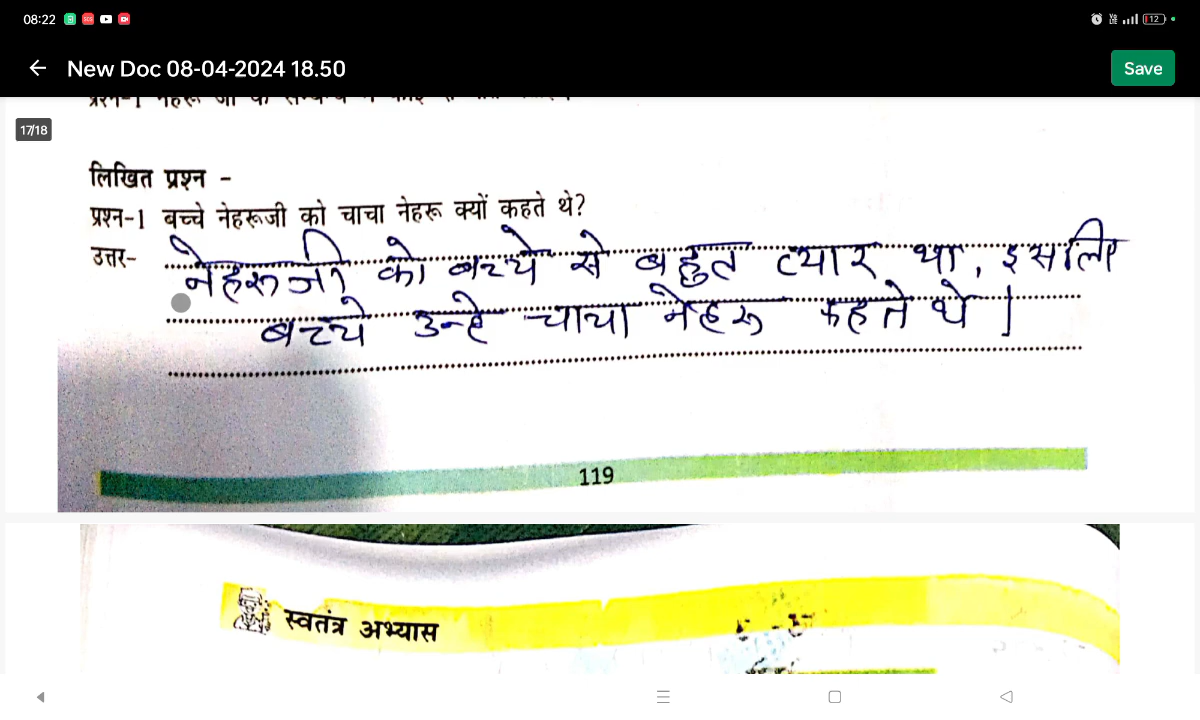 08:22
12
New Doc 08-04-2024 18.50
Save
17/18
लिखित प्रश्न -
प्रश्न-1 बच्चे नेहरूजी को चाचा नेहरू क्यों कहते थे?
उत्तर-
नेहरूजी को बच्चे से बहुत प्यार था, इसलिए
बच्चे उन्हे चाचा नेहरू कहते थे |
119
स्वतंत्र अभ्यास